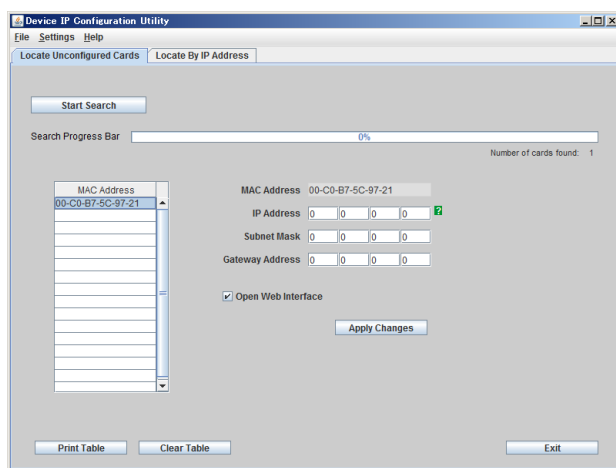 Device IP Configuration Utility
File Settings Help
Locate Unconfigured Cards Locate By IP Address
Start Search
Search Progress Bar 0%
Number of cards found: 1
MAC Address
00-C0-B7-5C-97-21
MAC Address 00-C0-B7-5C-97-21
IP Address 0 0 0 0 ?
Subnet Mask 0 0 0 0
Gateway Address 0 0 0 0
Open Web Interface
Apply Changes
Print Table Clear Table Exit